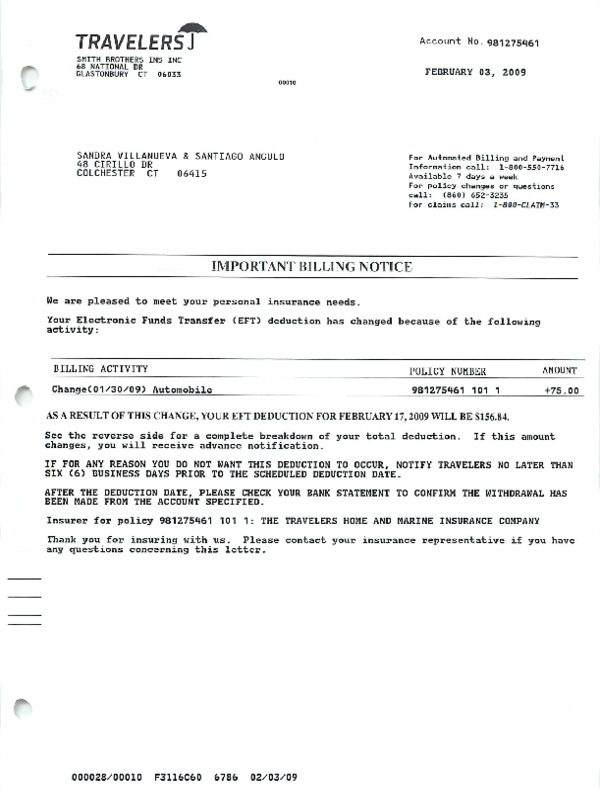 TRAVELERS
SMITH BROTHERS INS INC
68 NATIONAL DR
GLASTONBURY CT 06033
Account No. 981275461
FEBRUARY 03, 2009
00010
SANDRA VILLANUEVA & SANTIAGO ANGULO
48 CIRILLO DR
COLCHESTER CT 06415
For Automated Billing and Payment
Information call: 1-800-550-7716
Available 7 days a week
For policy changes or questions
call: (860) 652-3235
For claims call: 1-800-CLAIM-33
IMPORTANT BILLING NOTICE
We are pleased to meet your personal insurance needs.
Your Electronic Funds Transfer (EFT) deduction has changed because of the following
activity:
BILLING ACTIVITY POLICY NUMBER AMOUNT
Change(01/30/09) Automobile 981275461 101 1 +75.00
AS A RESULT OF THIS CHANGE, YOUR EFT DEDUCTION FOR FEBRUARY 17, 2009 WILL BE $156.84.
See the reverse side for a complete breakdown of your total deduction. If this amount
changes, you will receive advance notification.
IF FOR ANY REASON YOU DO NOT WANT THIS DEDUCTION TO OCCUR, NOTIFY TRAVELERS NO LATER THAN
SIX (6) BUSINESS DAYS PRIOR TO THE SCHEDULED DEDUCTION DATE.
AFTER THE DEDUCTION DATE, PLEASE CHECK YOUR BANK STATEMENT TO CONFIRM THE WITHDRAWAL HAS
BEEN MADE FROM THE ACCOUNT SPECIFIED.
Insurer for policy 981275461 101 1: THE TRAVELERS HOME AND MARINE INSURANCE COMPANY
Thank you for insuring with us. Please contact your insurance representative if you have
any questions concerning this letter.
000028/00010 F3116C60 6786 02/03/09